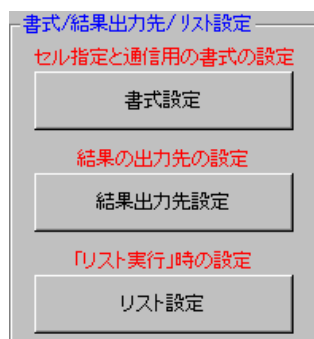 書式/結果出力先/リスト設定
セル指定と通信用の書式の設定
書式設定
結果の出力先の設定
結果出力先設定
「リスト実行」時の設定
リスト設定